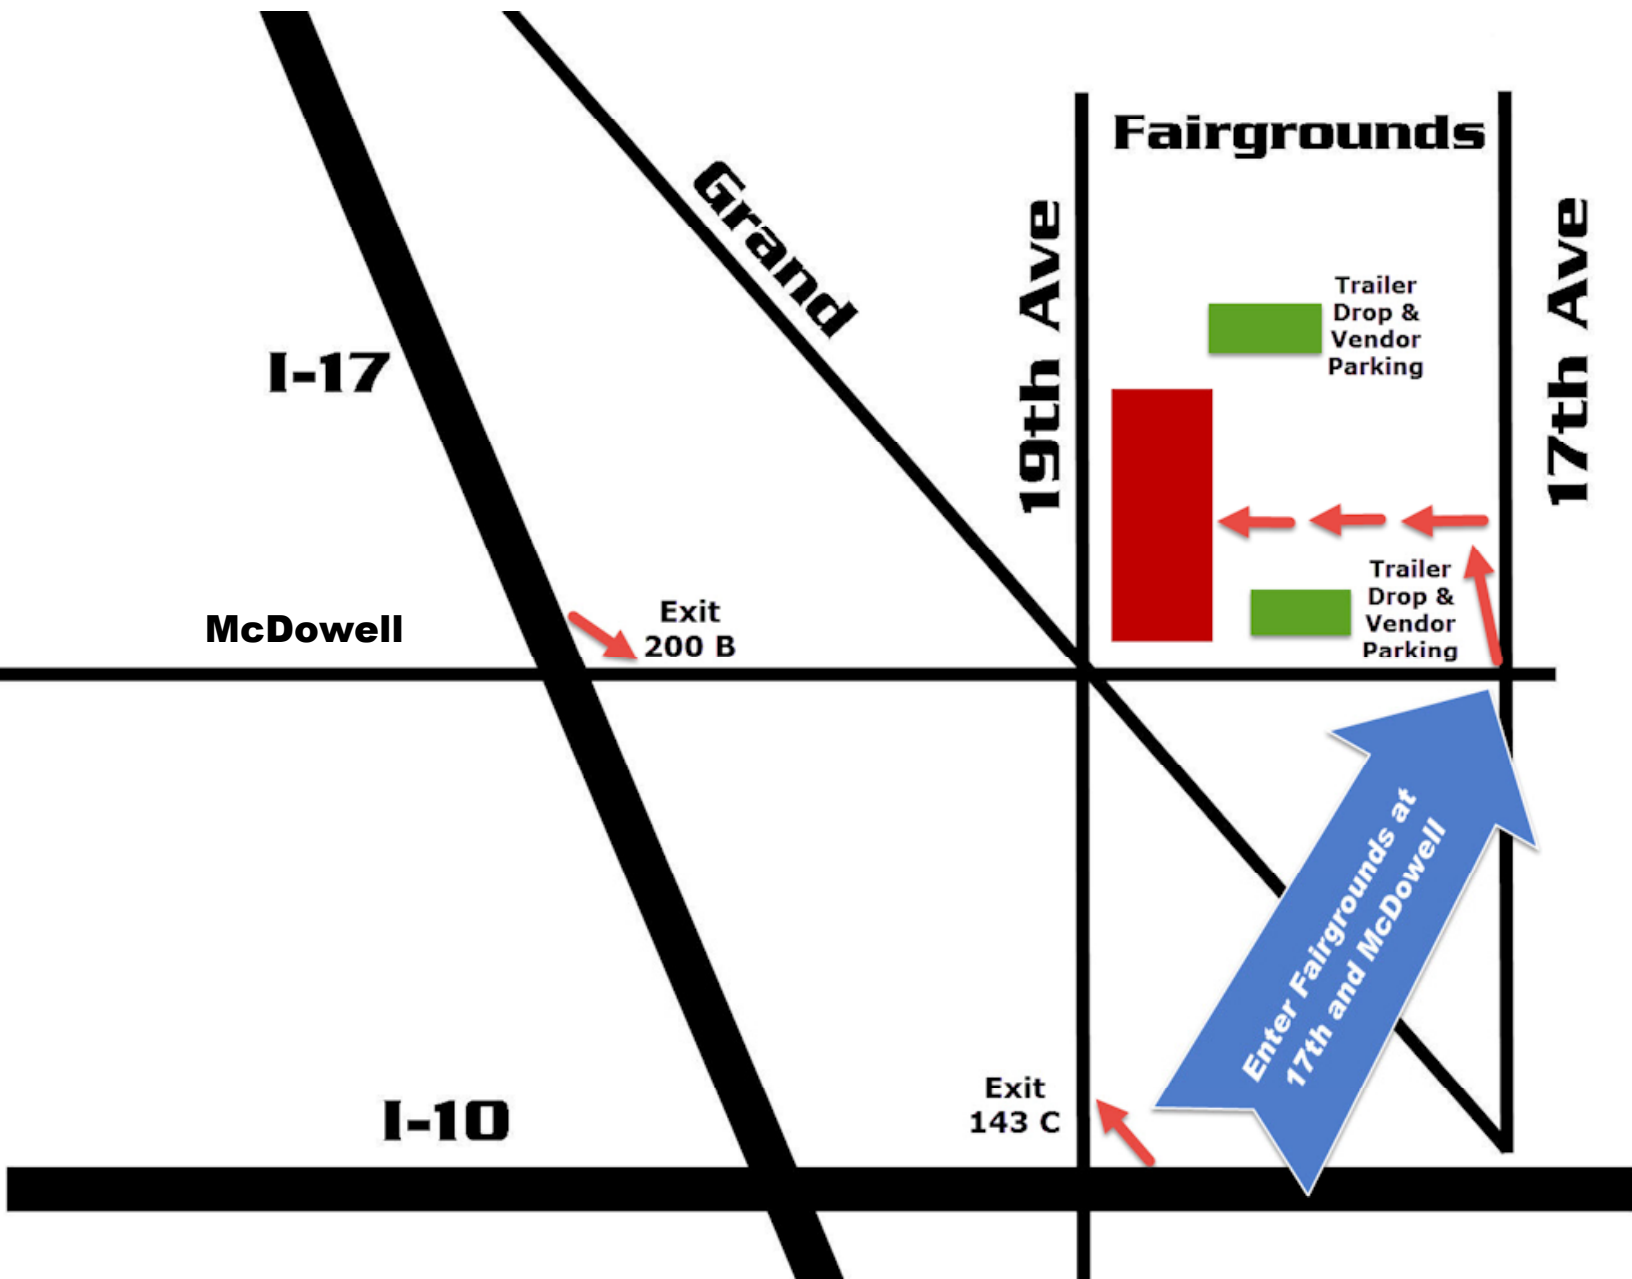 Fairgrounds
Grand
19th Ave
17th Ave
Trailer
Drop &
Vendor
Parking
I-17
Trailer
Drop &
Vendor
Parking
McDowell
Exit
200 B
Enter Fairgrounds at
17th and McDowell
Exit
143 C
I-10